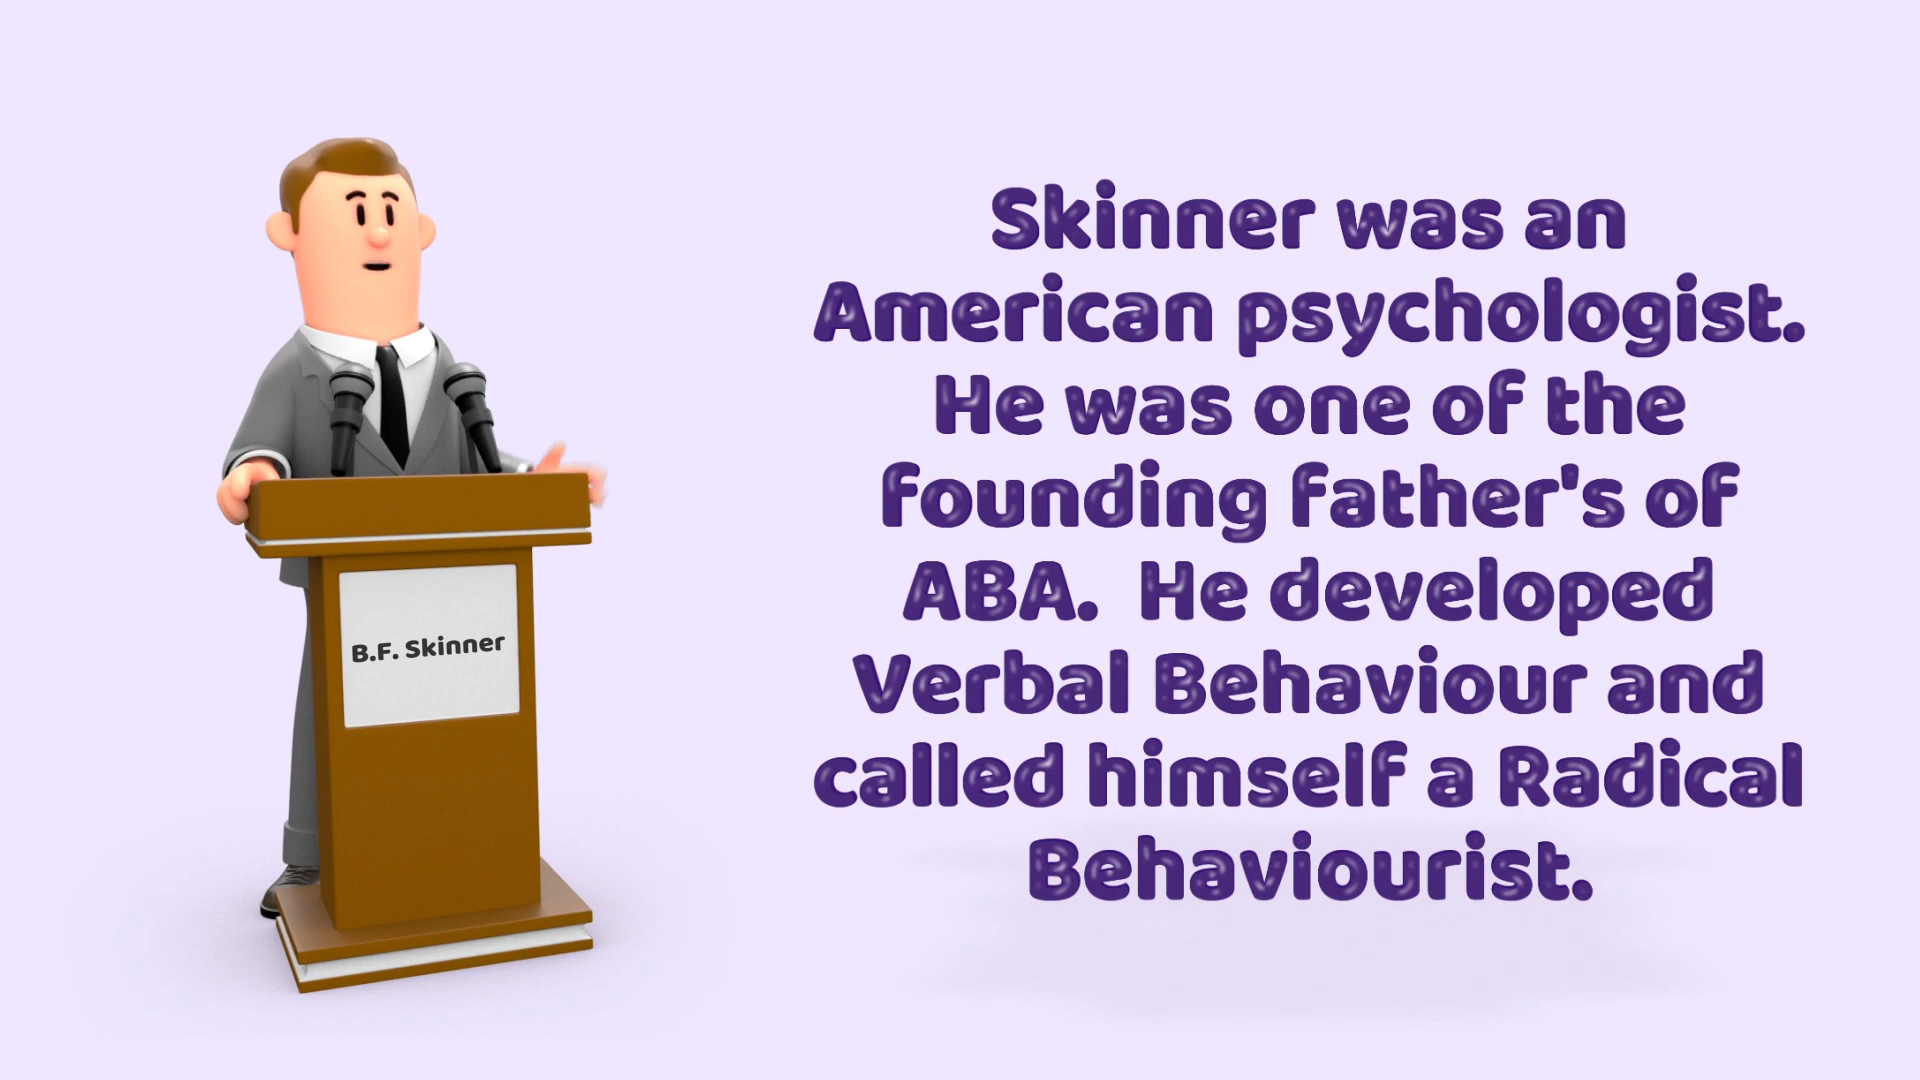 B.F. Skinner
Skinner was an
American psychologist.
He was one of the
founding father's of
ABA.  He developed
Verbal Behaviour and
called himself a Radical
Behaviourist.